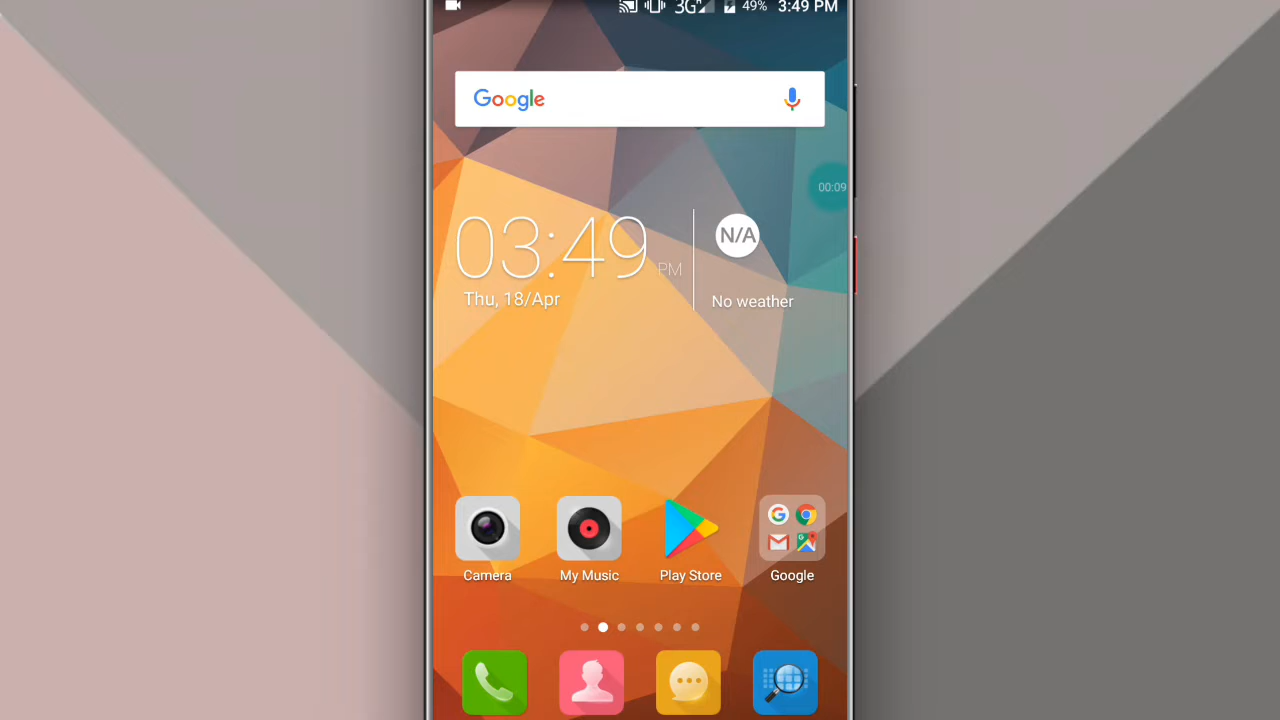 3G 49% 3:49 PM
Google
00:09
03:49 PM
N/A
Thu, 18/Apr
No weather
Camera
My Music
Play Store
Google